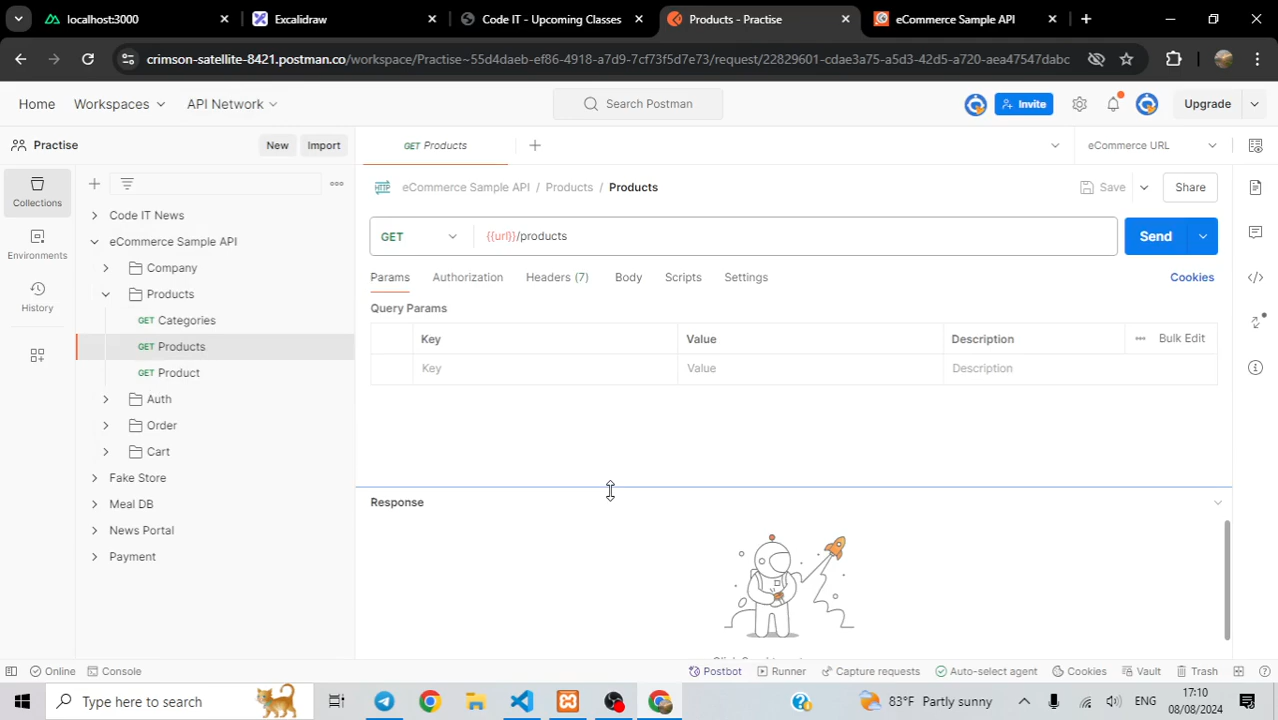 localhost:3000
Excalidraw
Code IT - Upcoming Classes
Products - Practise
eCommerce Sample API
crimson-satellite-8421.postman.co/workspace/Practise~55d4daeb-ef86-4918-a7d9-7cf73f5d7e73/request/22829601-cdae3a75-a5d3-42d5-a720-aea47547dabc
Home Workspaces API Network Search Postman Invite Upgrade
Practise New Import GET Products eCommerce URL
Collections
Environments
History
Code IT News
eCommerce Sample API
Company
Products
GET Categories
GET Products
GET Product
Auth
Order
Cart
Fake Store
Meal DB
News Portal
Payment
HTTP eCommerce Sample API / Products / Products Save Share
GET {{url}}/products Send
Params Authorization Headers (7) Body Scripts Settings Cookies
Query Params
Key Value Description Bulk Edit
Key Value Description
Response
Online Console Postbot Runner Capture requests Auto-select agent Cookies Vault Trash
Type here to search 83°F Partly sunny ENG 17:10
08/08/2024